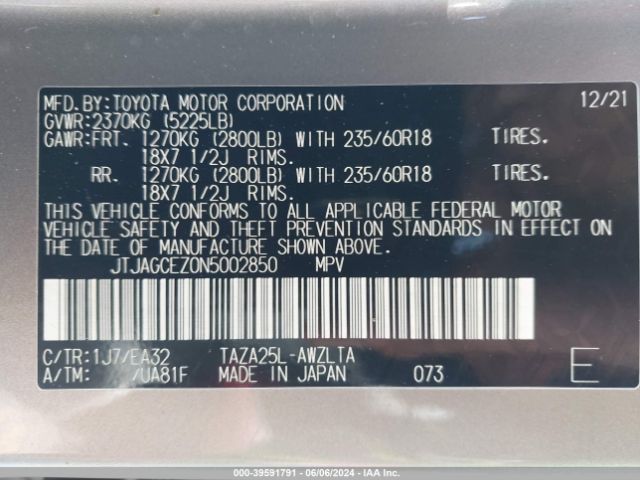 MFD.BY:TOYOTA MOTOR CORPORATION 12/21
GVWR:2370KG (5225LB)
GAWR:FRT. 1270KG (2800LB) WITH 235/60R18 TIRES.
18X7 1/2J RIMS.
RR. 1270KG (2800LB) WITH 235/60R18 TIRES.
18X7 1/2J RIMS.
THIS VEHICLE CONFORMS TO ALL APPLICABLE FEDERAL MOTOR
VEHICLE SAFETY AND THEFT PREVENTION STANDARDS IN EFFECT ON
THE DATE OF MANUFACTURE SHOWN ABOVE.
JTJAGCEZ0N5002850 MPV
C/TR:1J7/EA32 TAZA25L-AWZLTA
A/TM: /UA81F MADE IN JAPAN 073 E
000-39591791 - 06/06/2024 - IAA Inc.